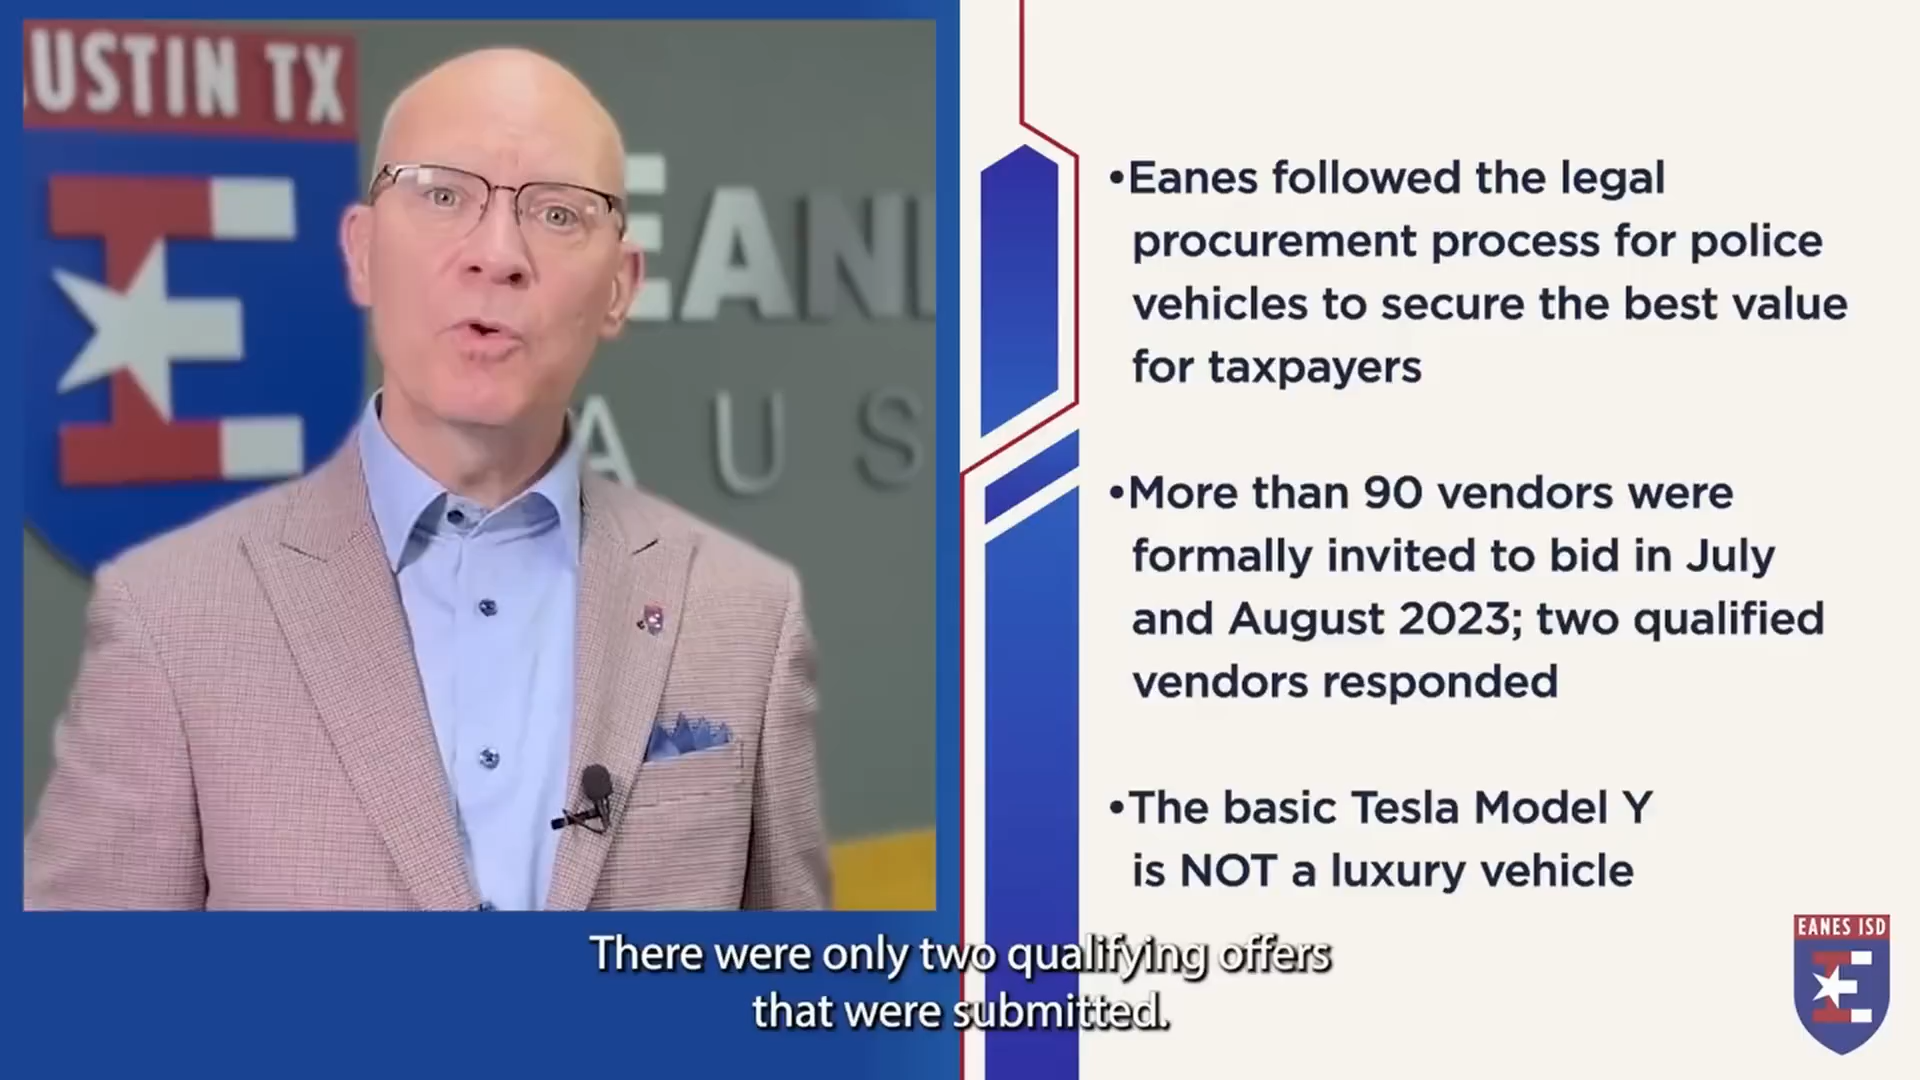 USTIN TX
EAN
AUS
•Eanes followed the legal
procurement process for police
vehicles to secure the best value
for taxpayers
•More than 90 vendors were
formally invited to bid in July
and August 2023; two qualified
vendors responded
•The basic Tesla Model Y
is NOT a luxury vehicle
EANES ISD
E
There were only two qualifying offers
that were submitted.